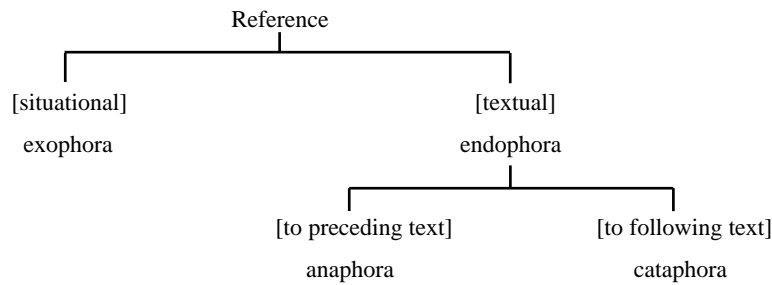 Reference
[situational] [textual]
exophora endophora
[to preceding text] [to following text]
anaphora cataphora